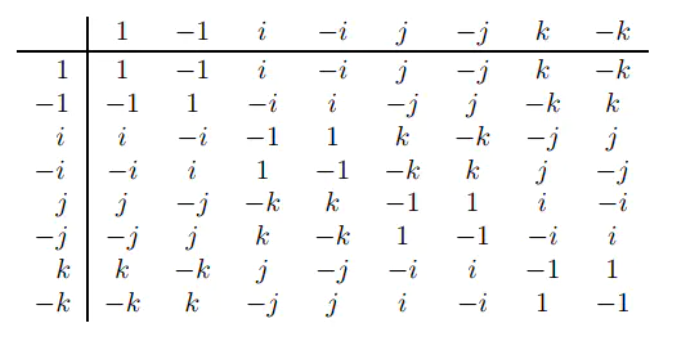 1 −1 i −i j −j k −k
1 1 −1 i −i j −j k −k
−1 −1 1 −i i −j j −k k
i i −i −1 1 k −k −j j
−i −i i 1 −1 −k k j −j
j j −j −k k −1 1 i −i
−j −j j k −k 1 −1 −i i
k k −k j −j −i i −1 1
−k −k k −j j i −i 1 −1